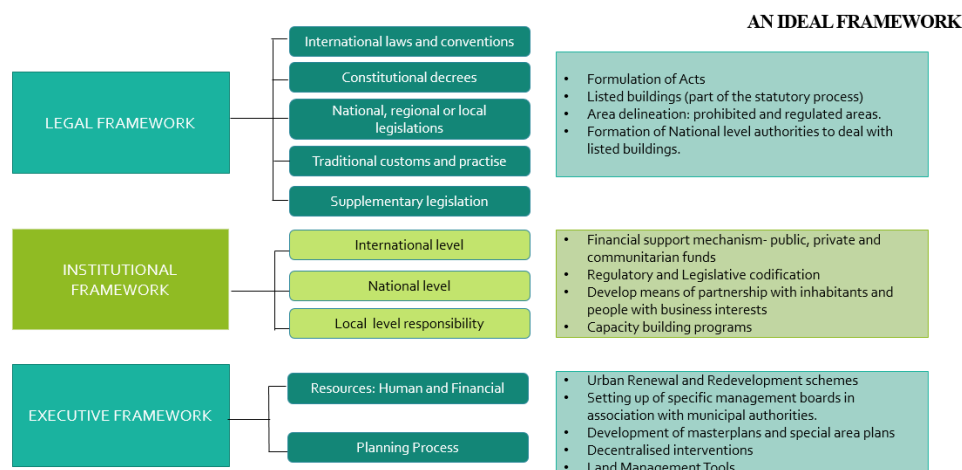 AN IDEAL FRAMEWORK
LEGAL FRAMEWORK
International laws and conventions
Constitutional decrees
National, regional or local
legislations
Traditional customs and practise
Supplementary legislation
• Formulation of Acts
• Listed buildings (part of the statutory process)
• Area delineation: prohibited and regulated areas.
• Formation of National level authorities to deal with
listed buildings.
INSTITUTIONAL
FRAMEWORK
International level
National level
Local level responsibility
• Financial support mechanism- public, private and
communitarian funds
• Regulatory and Legislative codification
• Develop means of partnership with inhabitants and
people with business interests
• Capacity building programs
EXECUTIVE FRAMEWORK
Resources: Human and Financial
Planning Process
• Urban Renewal and Redevelopment schemes
• Setting up of specific management boards in
association with municipal authorities.
• Development of masterplans and special area plans
• Decentralised interventions
• Land Management Tools